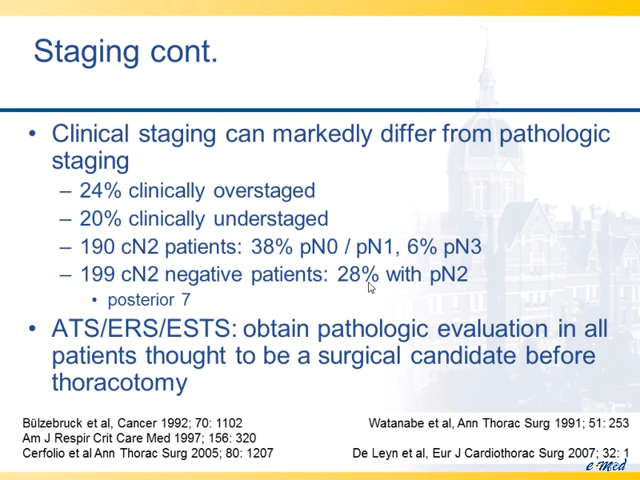 Staging cont.
• Clinical staging can markedly differ from pathologic
staging
– 24% clinically overstaged
– 20% clinically understaged
– 190 cN2 patients: 38% pN0 / pN1, 6% pN3
– 199 cN2 negative patients: 28% with pN2
• posterior 7
• ATS/ERS/ESTS: obtain pathologic evaluation in all
patients thought to be a surgical candidate before
thoracotomy
Bülzebruck et al, Cancer 1992; 70: 1102
Am J Respir Crit Care Med 1997; 156: 320
Cerfolio et al Ann Thorac Surg 2005; 80: 1207
Watanabe et al, Ann Thorac Surg 1991; 51: 253
De Leyn et al, Eur J Cardiothorac Surg 2007; 32: 1
e-Med